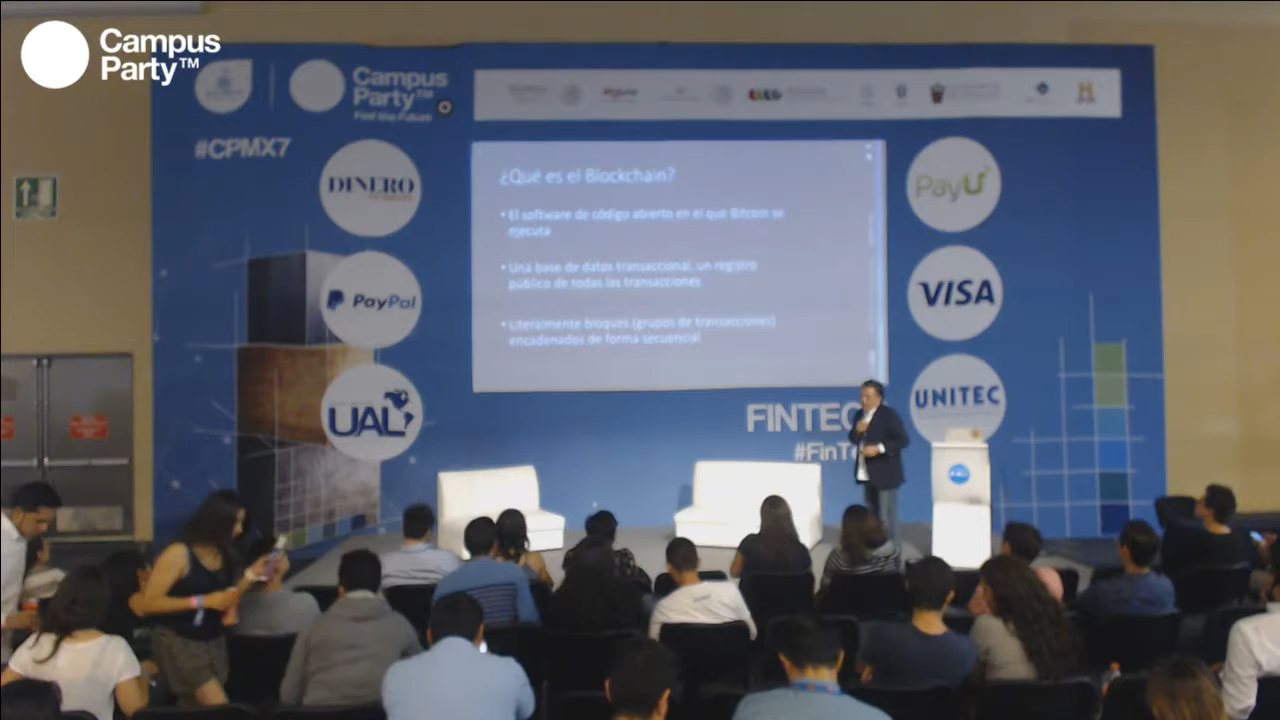 Campus
Party™
Campus
Party™
Feel the Future
#CPMX7
DINERO
PayPal
UAL
¿Qué es el Blockchain?
• El software de código abierto en el que Bitcoin se
ejecuta
• Una base de datos transaccional, un registro
público de todas las transacciones
• Literalmente bloques (grupos de transacciones)
encadenados de forma secuencial
PayU
VISA
UNITEC
FINTEC
#FinTe